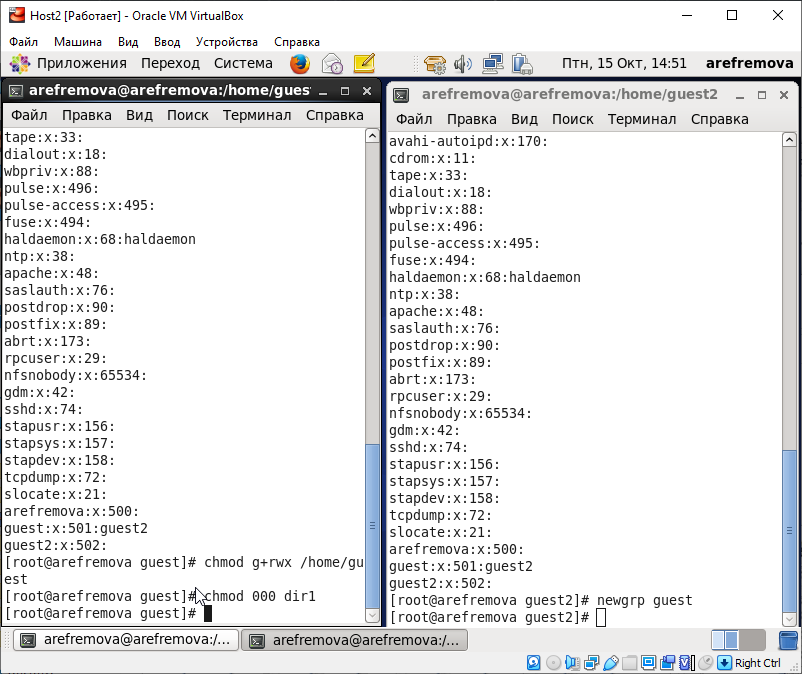 Host2 [Работает] - Oracle VM VirtualBox
Файл Машина Вид Ввод Устройства Справка
Приложения Переход Система Птн, 15 Окт, 14:51 arefremova
arefremova@arefremova:/home/guest
Файл Правка Вид Поиск Терминал Справка
tape:x:33:
dialout:x:18:
wbpriv:x:88:
pulse:x:496:
pulse-access:x:495:
fuse:x:494:
haldaemon:x:68:haldaemon
ntp:x:38:
apache:x:48:
saslauth:x:76:
postdrop:x:90:
postfix:x:89:
abrt:x:173:
rpcuser:x:29:
nfsnobody:x:65534:
gdm:x:42:
sshd:x:74:
stapusr:x:156:
stapsys:x:157:
stapdev:x:158:
tcpdump:x:72:
slocate:x:21:
arefremova:x:500:
guest:x:501:guest2
guest2:x:502:
[root@arefremova guest]# chmod g+rwx /home/gu
est
[root@arefremova guest]# chmod 000 dir1
[root@arefremova guest]#
arefremova@arefremova:/home/guest2
Файл Правка Вид Поиск Терминал Справка
avahi-autoipd:x:170:
cdrom:x:11:
tape:x:33:
dialout:x:18:
wbpriv:x:88:
pulse:x:496:
pulse-access:x:495:
fuse:x:494:
haldaemon:x:68:haldaemon
ntp:x:38:
apache:x:48:
saslauth:x:76:
postdrop:x:90:
postfix:x:89:
abrt:x:173:
rpcuser:x:29:
nfsnobody:x:65534:
gdm:x:42:
sshd:x:74:
stapusr:x:156:
stapsys:x:157:
stapdev:x:158:
tcpdump:x:72:
slocate:x:21:
arefremova:x:500:
guest:x:501:guest2
guest2:x:502:
[root@arefremova guest2]# newgrp guest
[root@arefremova guest2]#
arefremova@arefremova:/... arefremova@arefremova:/...
Right Ctrl